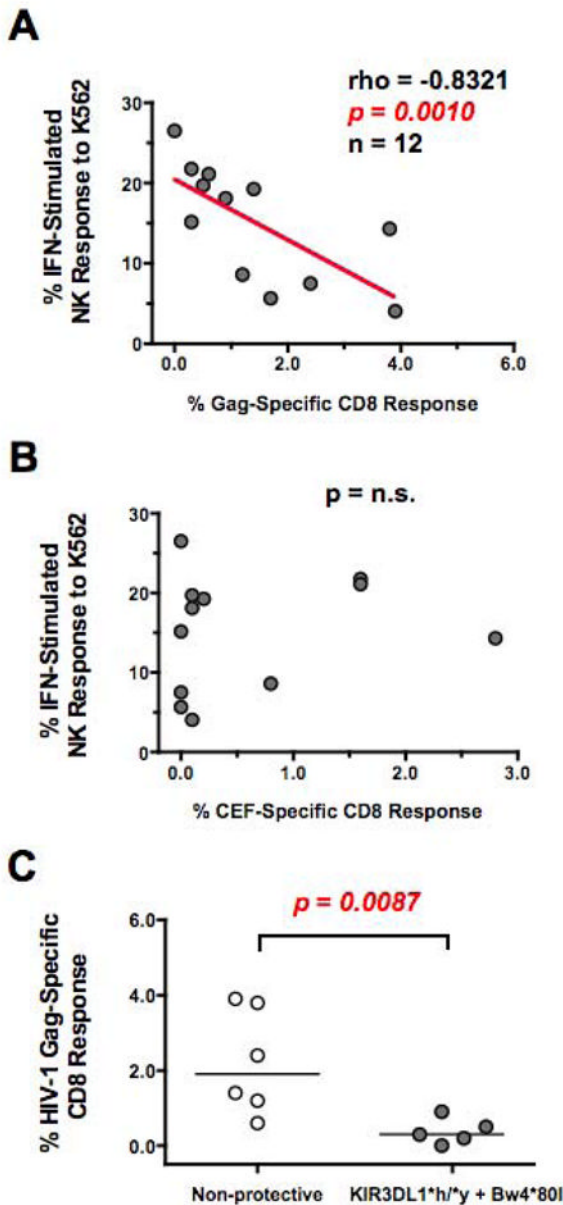 A
rho = -0.8321
p = 0.0010
n = 12
% IFN-Stimulated
NK Response to K562
30
20
10
0
0.0 2.0 4.0 6.0
% Gag-Specific CD8 Response
B
p = n.s.
% IFN-Stimulated
NK Response to K562
30
20
10
0
0.0 1.0 2.0 3.0
% CEF-Specific CD8 Response
C
p = 0.0087
% HIV-1 Gag-Specific
CD8 Response
6.0
4.0
2.0
0.0
Non-protective KIR3DL1*h/*y + Bw4*80I